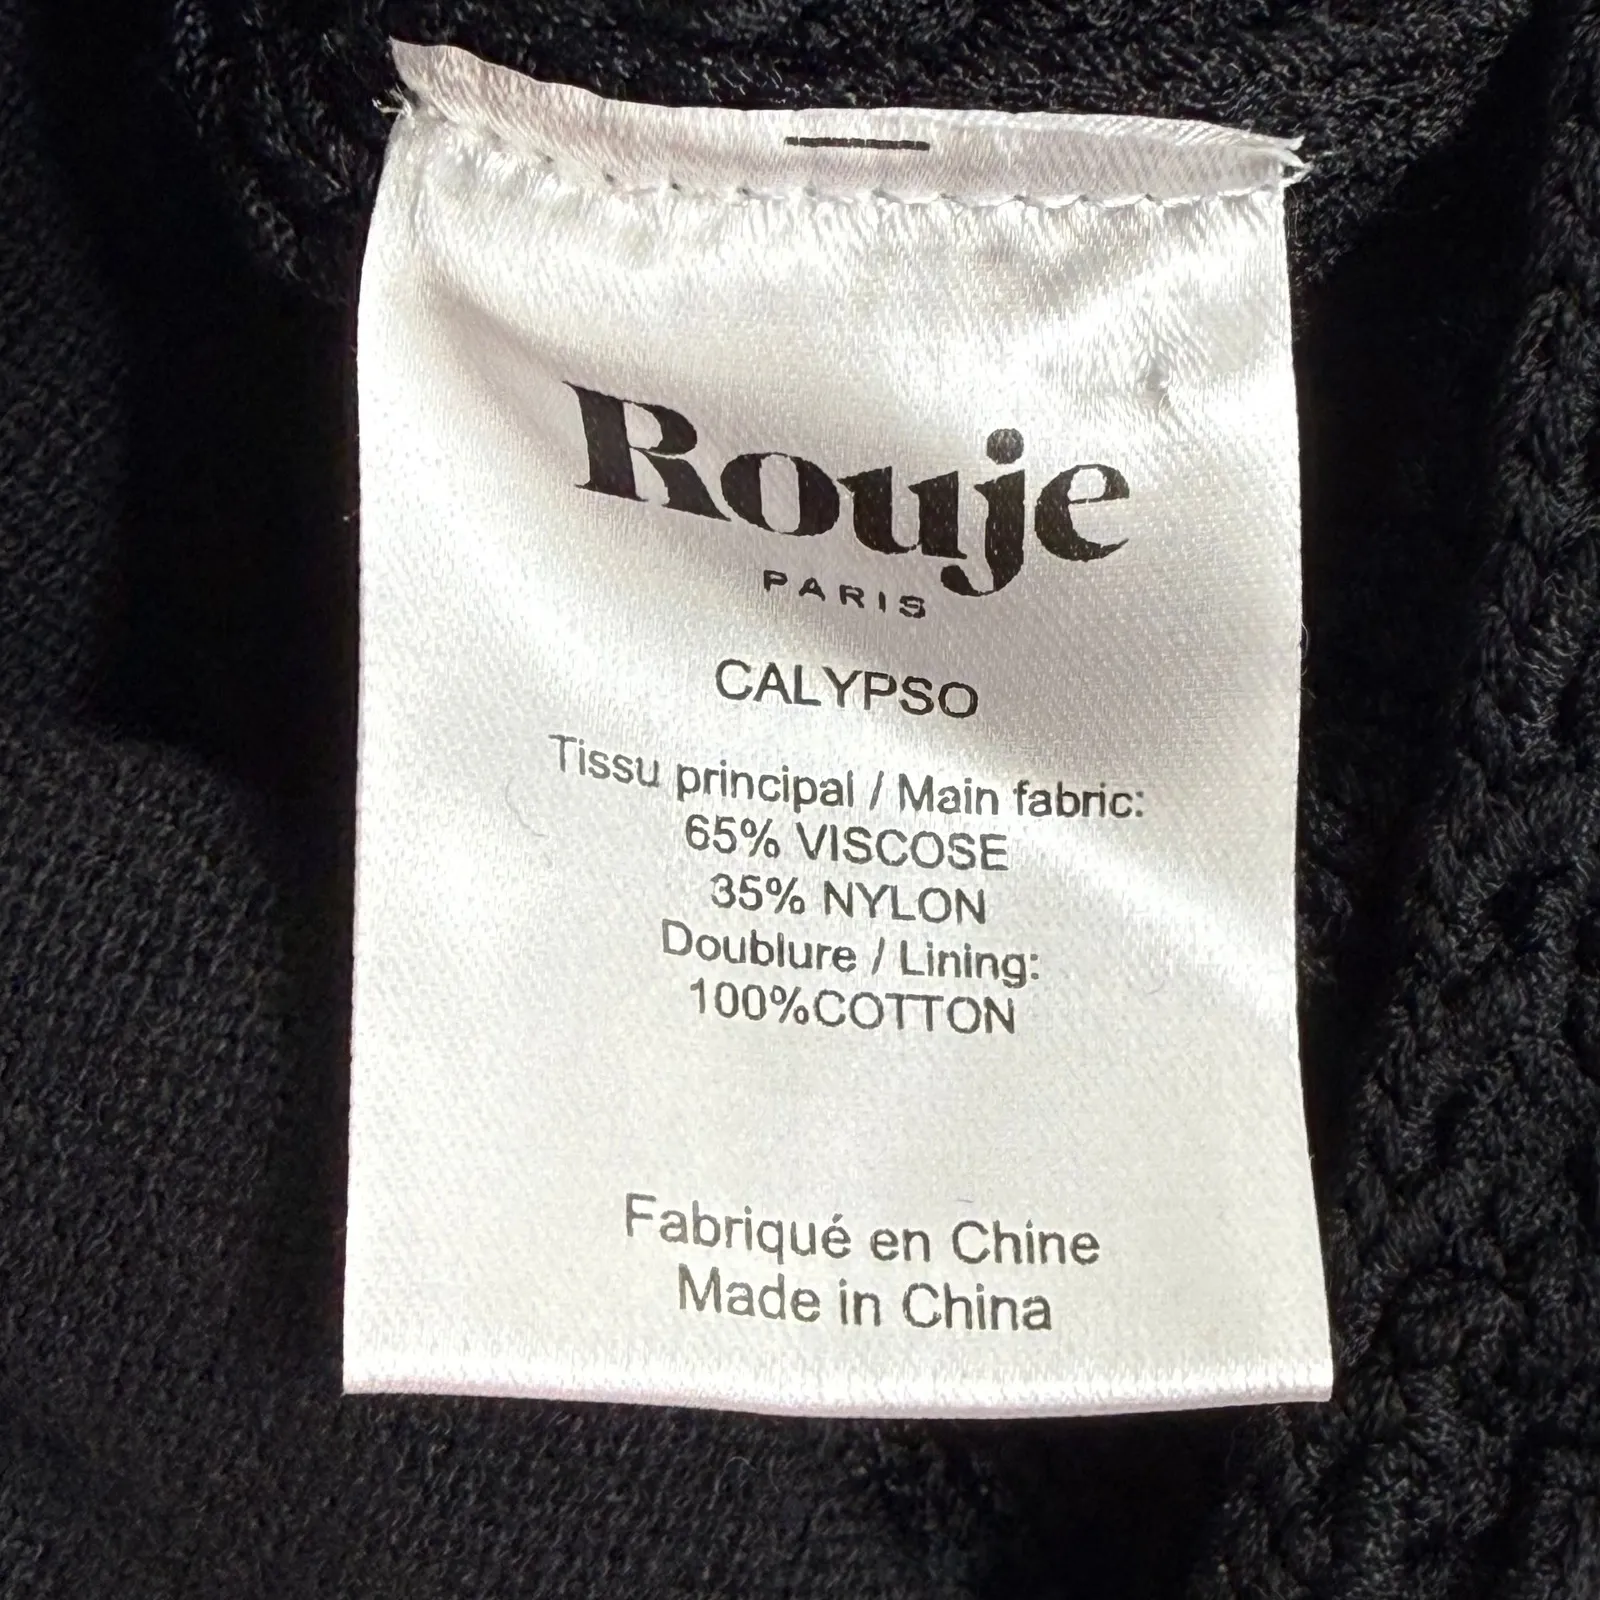 Rouje
PARIS
CALYPSO
Tissu principal / Main fabric:
65% VISCOSE
35% NYLON
Doublure / Lining:
100%COTTON
Fabriqué en Chine
Made in China